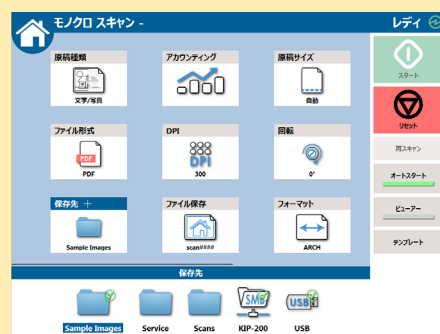 モノクロ スキャン -
レディ
原稿種類
アカウンティング
原稿サイズ
文字/写真
自動
ファイル形式
DPI
回転
PDF
DPI
PDF
300
0°
保存先 +
ファイル保存
フォーマット
Sample Images
scan####
ARCH
スタート
リセット
再スキャン
オートスタート
ビューアー
テンプレート
保存先
SMB
USB
Sample Images
Service
Scans
KIP-200
USB